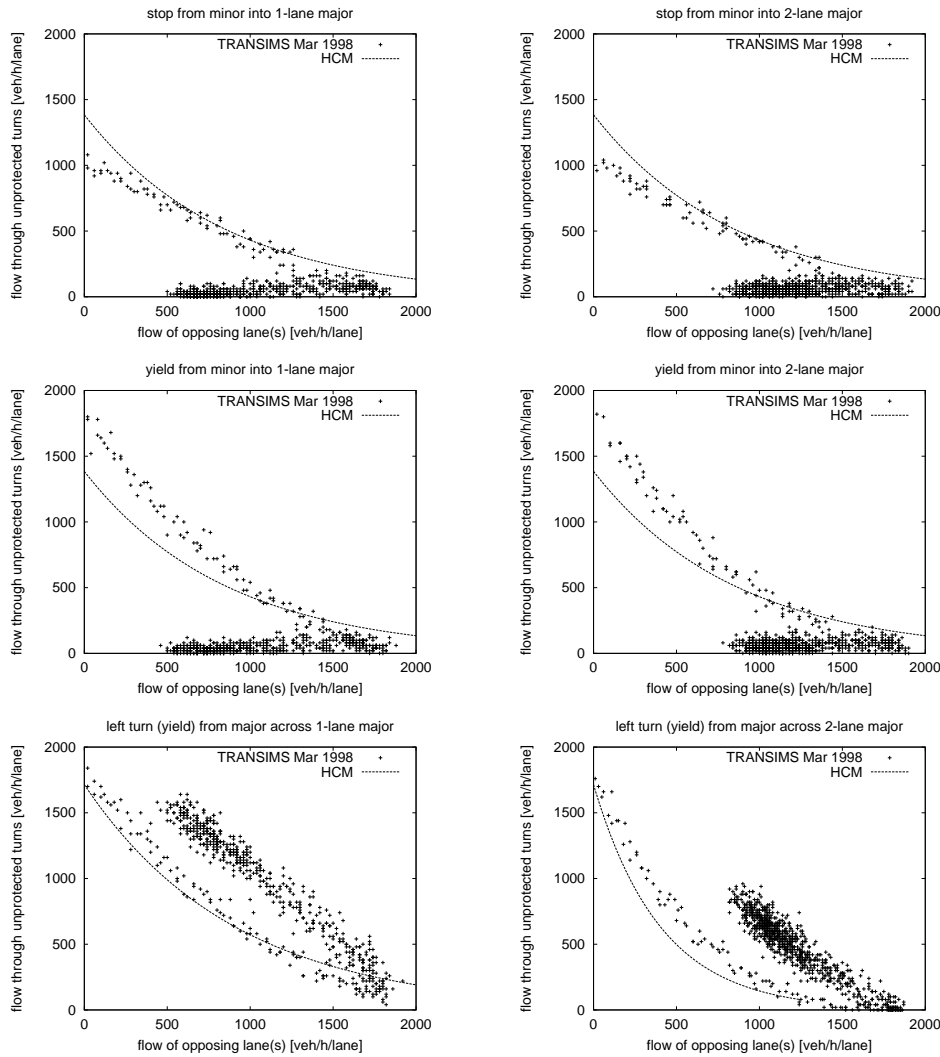 stop from minor into 1-lane major
flow through unprotected turns [veh/h/lane]
2000
1500
1000
500
0
TRANSIMS Mar 1998
HCM
0 500 1000 1500 2000
flow of opposing lane(s) [veh/h/lane]
stop from minor into 2-lane major
flow through unprotected turns [veh/h/lane]
2000
1500
1000
500
0
TRANSIMS Mar 1998
HCM
0 500 1000 1500 2000
flow of opposing lane(s) [veh/h/lane]
yield from minor into 1-lane major
flow through unprotected turns [veh/h/lane]
2000
1500
1000
500
0
TRANSIMS Mar 1998
HCM
0 500 1000 1500 2000
flow of opposing lane(s) [veh/h/lane]
yield from minor into 2-lane major
flow through unprotected turns [veh/h/lane]
2000
1500
1000
500
0
TRANSIMS Mar 1998
HCM
0 500 1000 1500 2000
flow of opposing lane(s) [veh/h/lane]
left turn (yield) from major across 1-lane major
flow through unprotected turns [veh/h/lane]
2000
1500
1000
500
0
TRANSIMS Mar 1998
HCM
0 500 1000 1500 2000
flow of opposing lane(s) [veh/h/lane]
left turn (yield) from major across 2-lane major
flow through unprotected turns [veh/h/lane]
2000
1500
1000
500
0
TRANSIMS Mar 1998
HCM
0 500 1000 1500 2000
flow of opposing lane(s) [veh/h/lane]